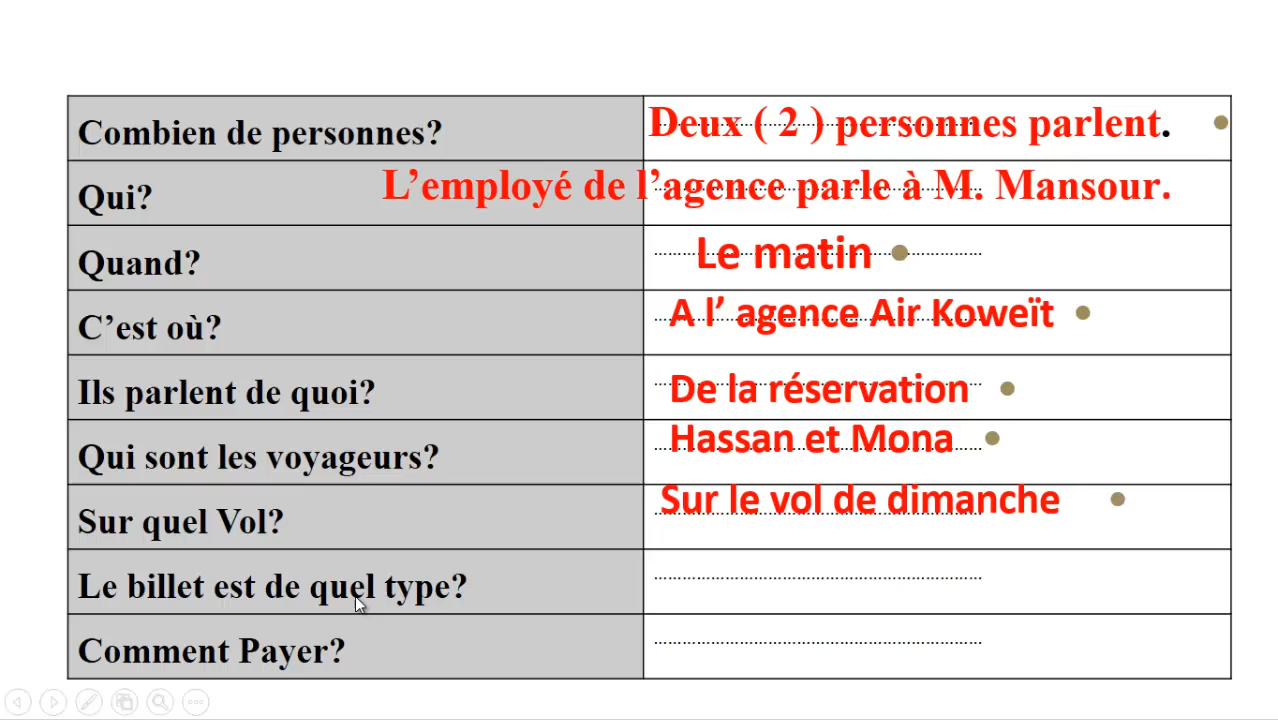 Combien de personnes?
Deux ( 2 ) personnes parlent.
Qui?
L’employé de l’agence parle à M. Mansour.
Quand?
Le matin
C’est où?
A l’ agence Air Koweït
Ils parlent de quoi?
De la réservation
Qui sont les voyageurs?
Hassan et Mona
Sur quel Vol?
Sur le vol de dimanche
Le billet est de quel type?
Comment Payer?